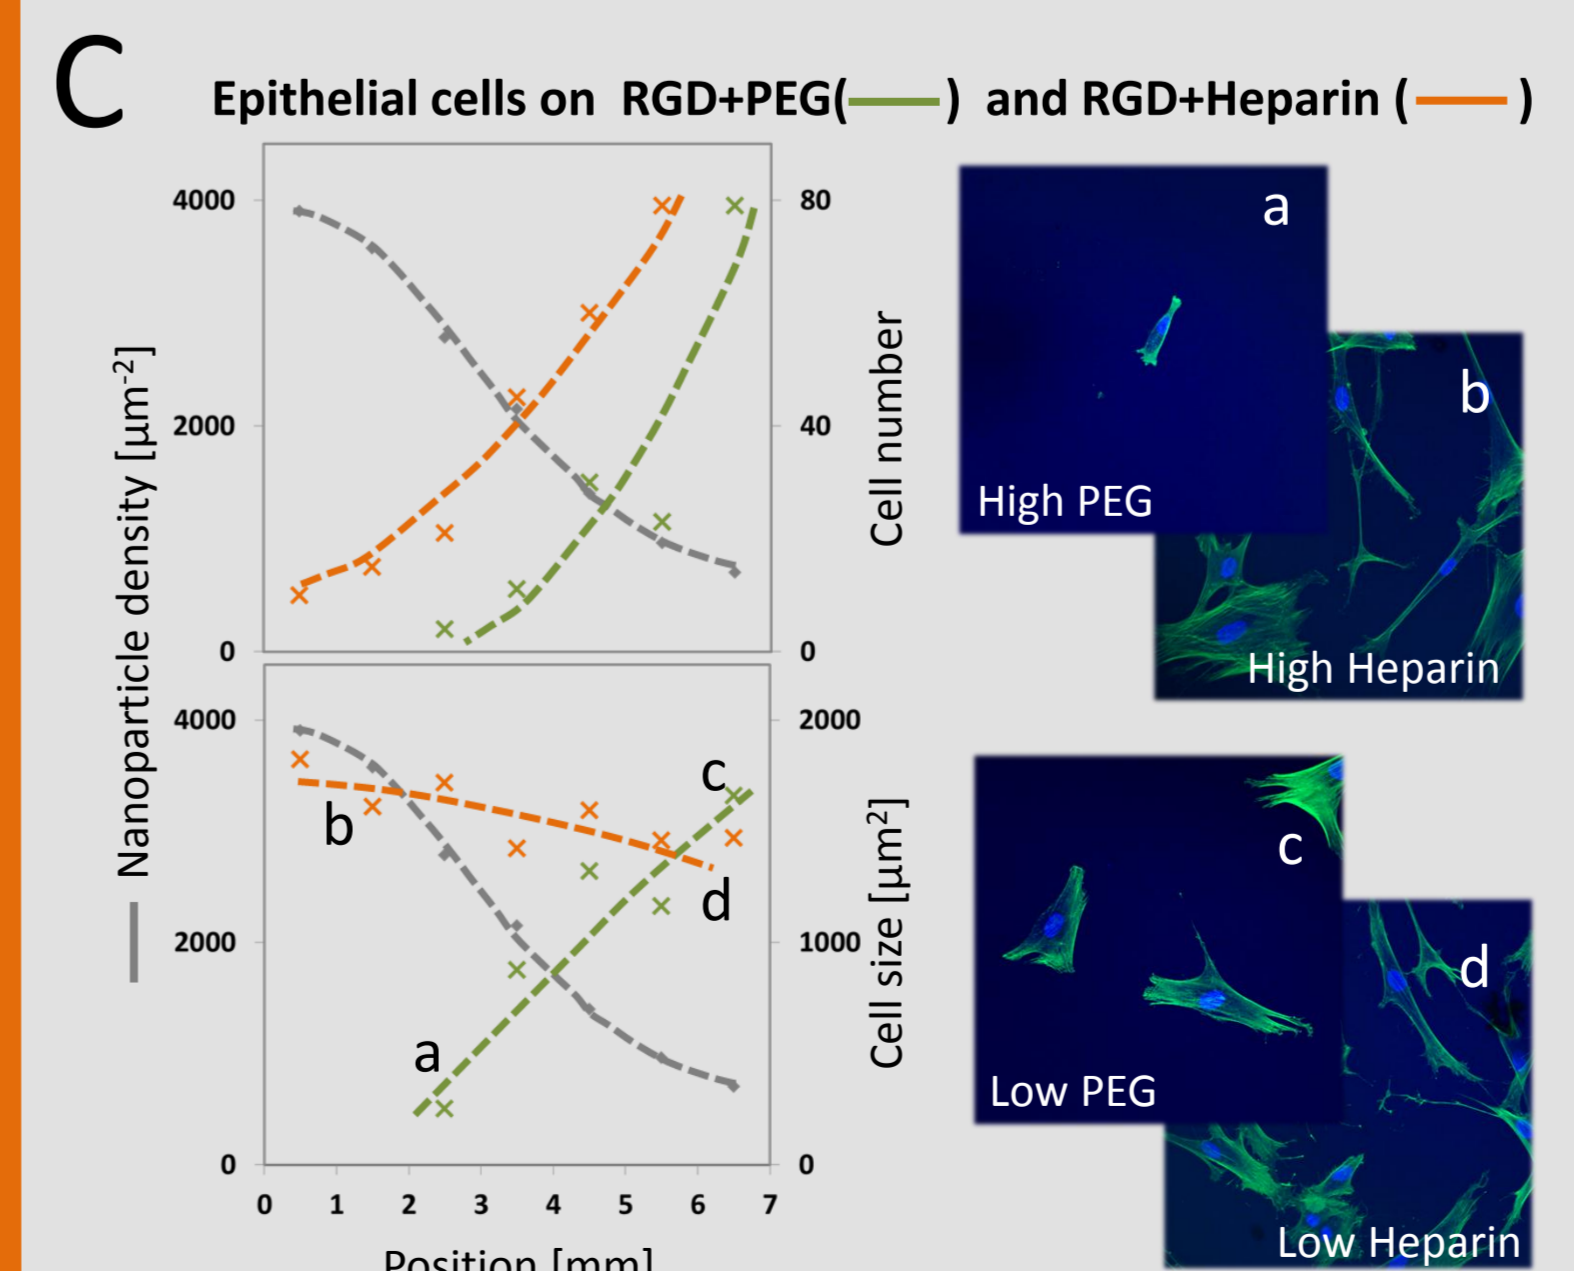 C
Epithelial cells on RGD+PEG( ) and RGD+Heparin ( )
Nanoparticle density [µm-2]
4000
2000
0
80
40
0
Cell number
4000
2000
0
2000
1000
0
Cell size [µm²]
b
a
c
d
0 1 2 3 4 5 6 7
Position [mm]
a
High PEG
b
High Heparin
c
Low PEG
d
Low Heparin